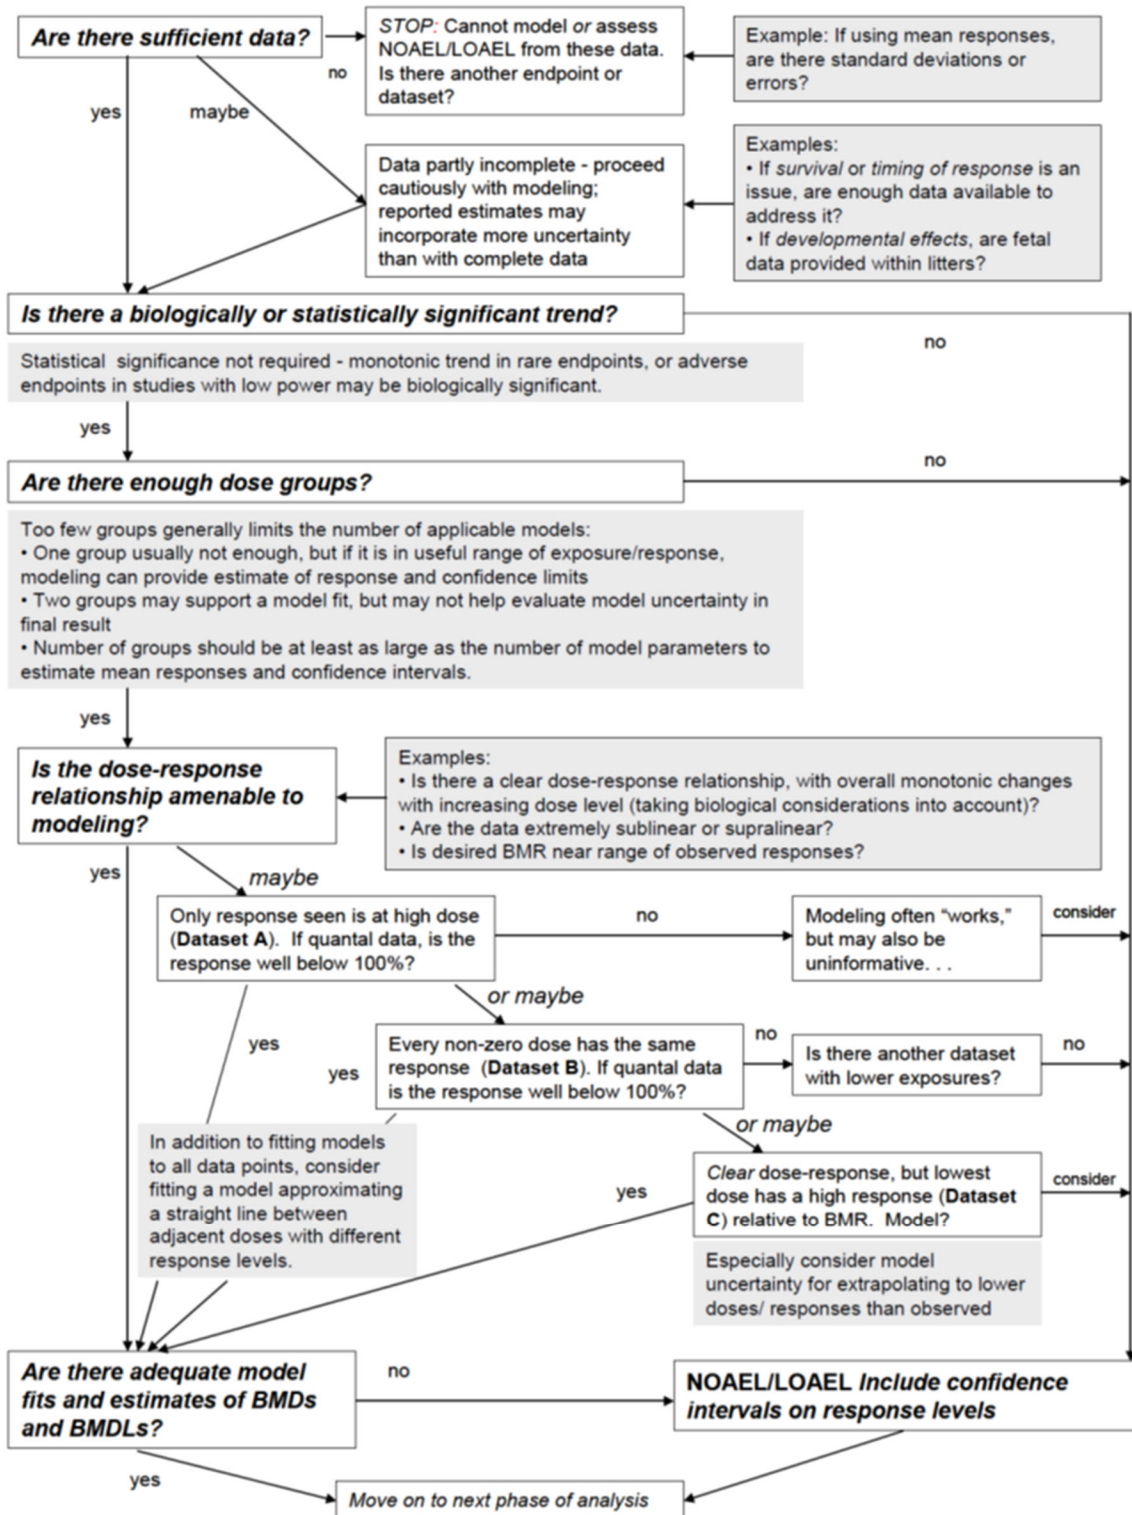 Are there sufficient data?
no
STOP: Cannot model or assess
NOAEL/LOAEL from these data.
Is there another endpoint or
dataset?
Example: If using mean responses,
are there standard deviations or
errors?
yes
maybe
Data partly incomplete - proceed
cautiously with modeling;
reported estimates may
incorporate more uncertainty
than with complete data
Examples:
• If survival or timing of response is an
issue, are enough data available to
address it?
• If developmental effects, are fetal
data provided within litters?
Is there a biologically or statistically significant trend?
no
Statistical significance not required - monotonic trend in rare endpoints, or adverse
endpoints in studies with low power may be biologically significant.
yes
Are there enough dose groups?
no
Too few groups generally limits the number of applicable models:
• One group usually not enough, but if it is in useful range of exposure/response,
modeling can provide estimate of response and confidence limits
• Two groups may support a model fit, but may not help evaluate model uncertainty in
final result
• Number of groups should be at least as large as the number of model parameters to
estimate mean responses and confidence intervals.
yes
Is the dose-response
relationship amenable to
modeling?
Examples:
• Is there a clear dose-response relationship, with overall monotonic changes
with increasing dose level (taking biological considerations into account)?
• Are the data extremely sublinear or supralinear?
• Is desired BMR near range of observed responses?
yes
maybe
Only response seen is at high dose
(Dataset A). If quantal data, is the
response well below 100%?
no
Modeling often “works,”
but may also be
uninformative. . .
consider
or maybe
yes
Every non-zero dose has the same
response (Dataset B). If quantal data
is the response well below 100%?
no
Is there another dataset
with lower exposures?
no
yes
or maybe
In addition to fitting models
to all data points, consider
fitting a model approximating
a straight line between
adjacent doses with different
response levels.
Clear dose-response, but lowest
dose has a high response (Dataset
C) relative to BMR. Model?
consider
yes
Especially consider model
uncertainty for extrapolating to lower
doses/ responses than observed
Are there adequate model
fits and estimates of BMDs
and BMDLs?
no
NOAEL/LOAEL Include confidence
intervals on response levels
yes
Move on to next phase of analysis